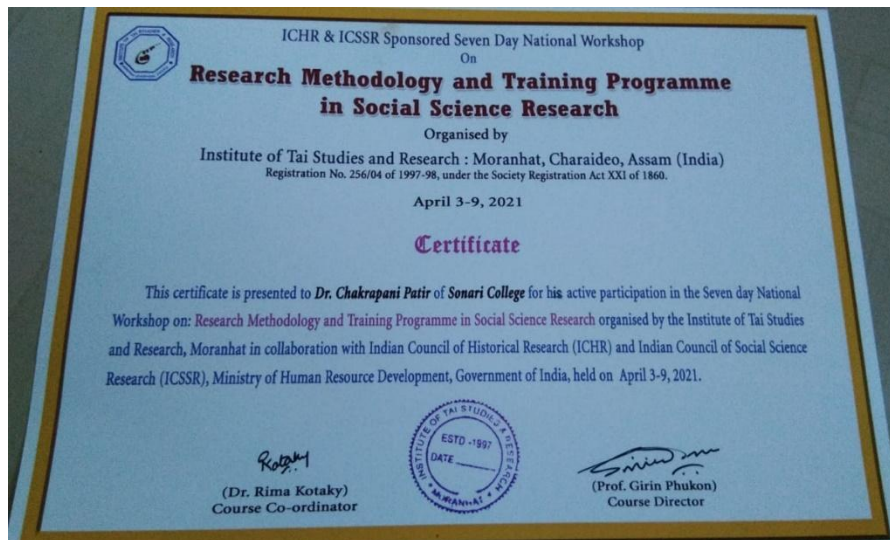 ICHR & ICSSR Sponsored Seven Day National Workshop
On
Research Methodology and Training Programme
in Social Science Research
Organised by
Institute of Tai Studies and Research : Moranhat, Charaideo, Assam (India)
Registration No. 256/04 of 1997-98, under the Society Registration Act XXI of 1860.
April 3-9, 2021
Certificate
This certificate is presented to Dr. Chakrapani Patir of Sonari College for his active participation in the Seven day National
Workshop on: Research Methodology and Training Programme in Social Science Research organised by the Institute of Tai Studies
and Research, Moranhat in collaboration with Indian Council of Historical Research (ICHR) and Indian Council of Social Science
Research (ICSSR), Ministry of Human Resource Development, Government of India, held on April 3-9, 2021.
Kotaky
(Dr. Rima Kotaky)
Course Co-ordinator
INSTITUTE OF TAI STUDIES & RESEARCH
ESTD -1997
DATE
MORANHAT
(Prof. Girin Phukon)
Course Director